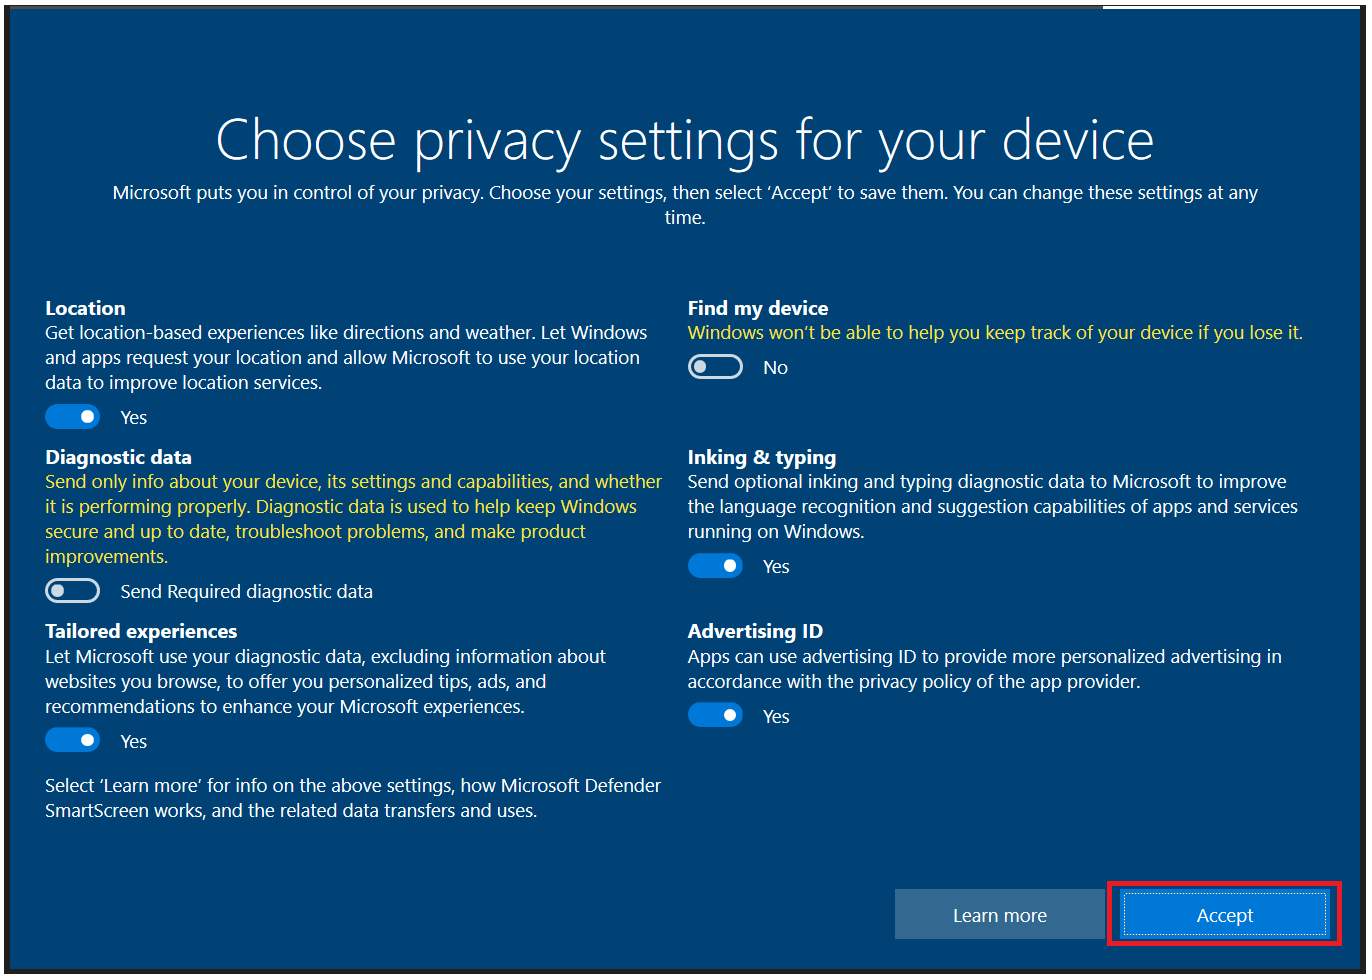 Choose privacy settings for your device
Microsoft puts you in control of your privacy. Choose your settings, then select ‘Accept’ to save them. You can change these settings at any
time.
Location
Get location-based experiences like directions and weather. Let Windows
and apps request your location and allow Microsoft to use your location
data to improve location services.
Yes
Find my device
Windows won’t be able to help you keep track of your device if you lose it.
No
Diagnostic data
Send only info about your device, its settings and capabilities, and whether
it is performing properly. Diagnostic data is used to help keep Windows
secure and up to date, troubleshoot problems, and make product
improvements.
Send Required diagnostic data
Inking & typing
Send optional inking and typing diagnostic data to Microsoft to improve
the language recognition and suggestion capabilities of apps and services
running on Windows.
Yes
Tailored experiences
Let Microsoft use your diagnostic data, excluding information about
websites you browse, to offer you personalized tips, ads, and
recommendations to enhance your Microsoft experiences.
Yes
Advertising ID
Apps can use advertising ID to provide more personalized advertising in
accordance with the privacy policy of the app provider.
Yes
Select ‘Learn more’ for info on the above settings, how Microsoft Defender
SmartScreen works, and the related data transfers and uses.
Learn more
Accept